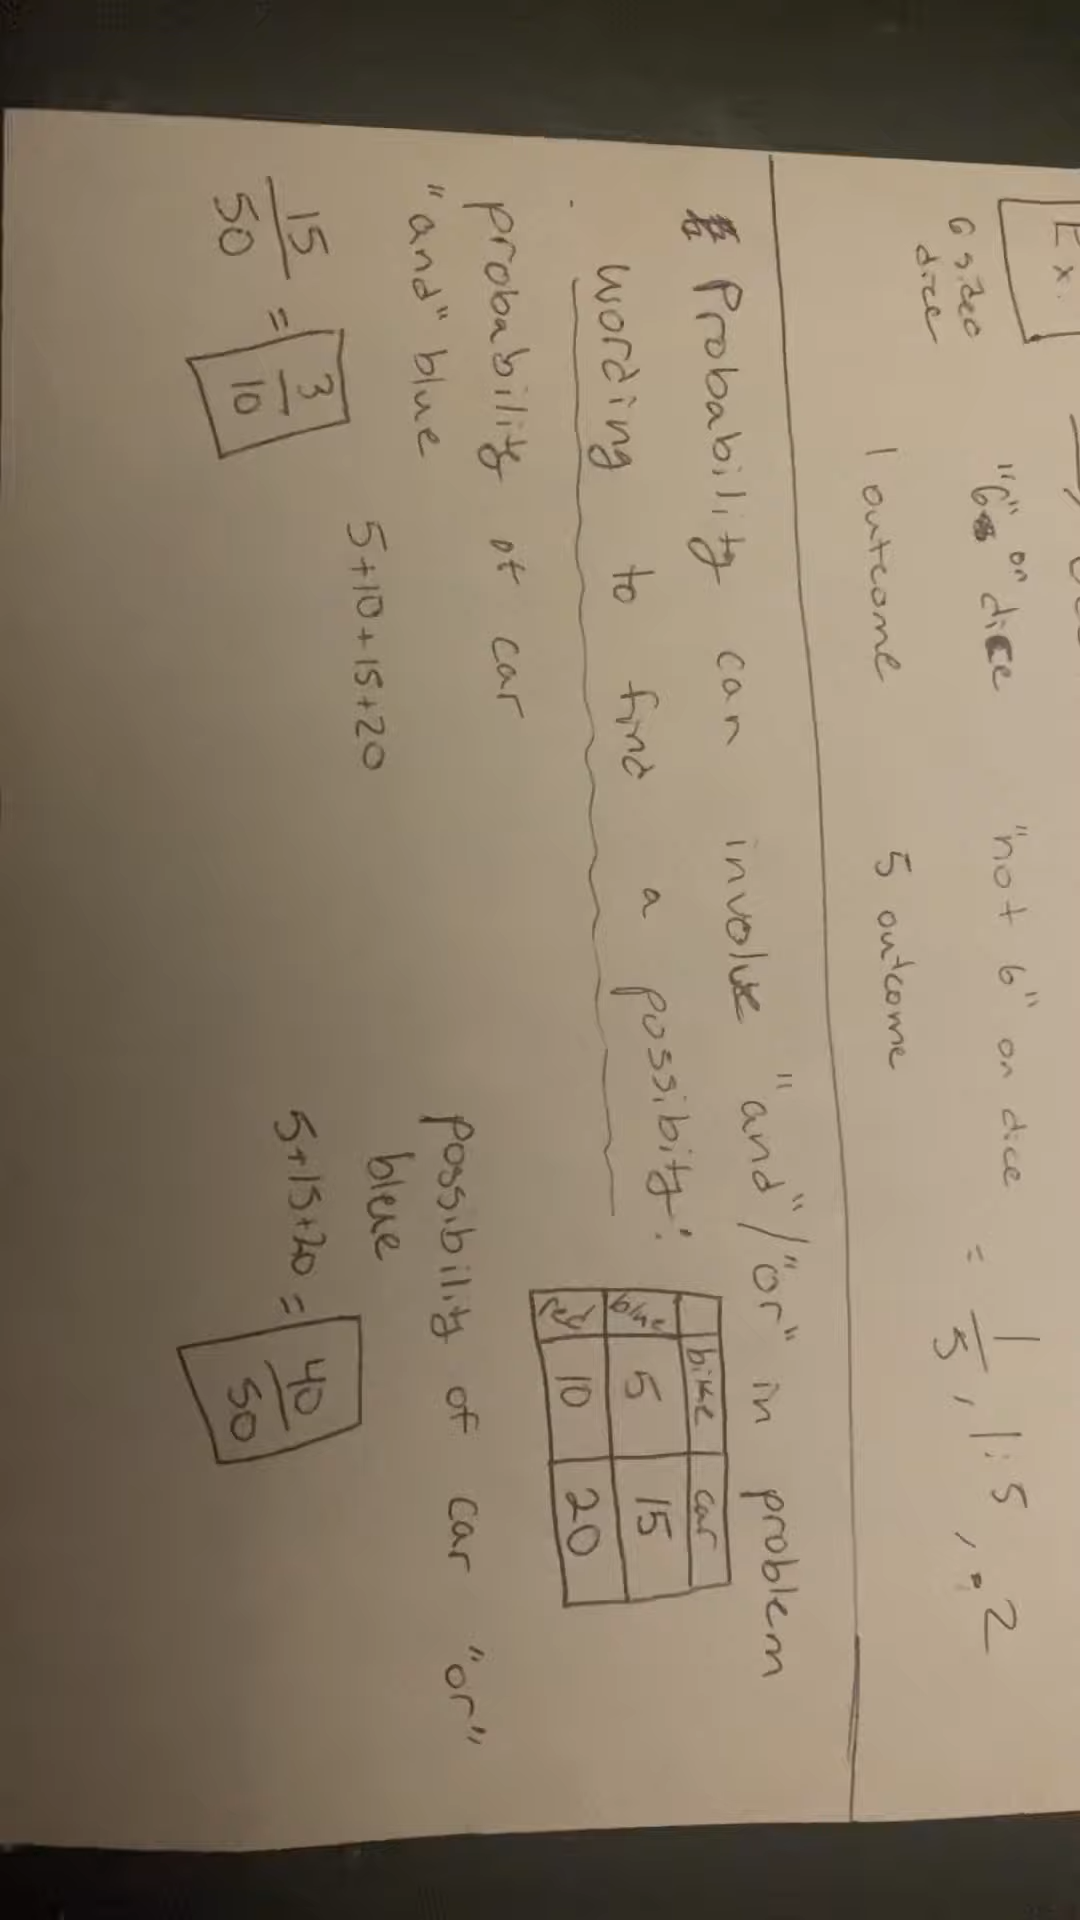 Ex.
6 sided
dice
"6" on dice
"not 6" on dice = 1/5, 1:5, .2
1 outcome
5 outcome
Probability can involve "and"/"or" in problem
wording to find a possibity:
bike car
blue 5 15
red 10 20
probability of car
"and" blue
5+10+15+20
15/50 = 3/10
possibility of car "or"
blue
5+15+20 = 40/50